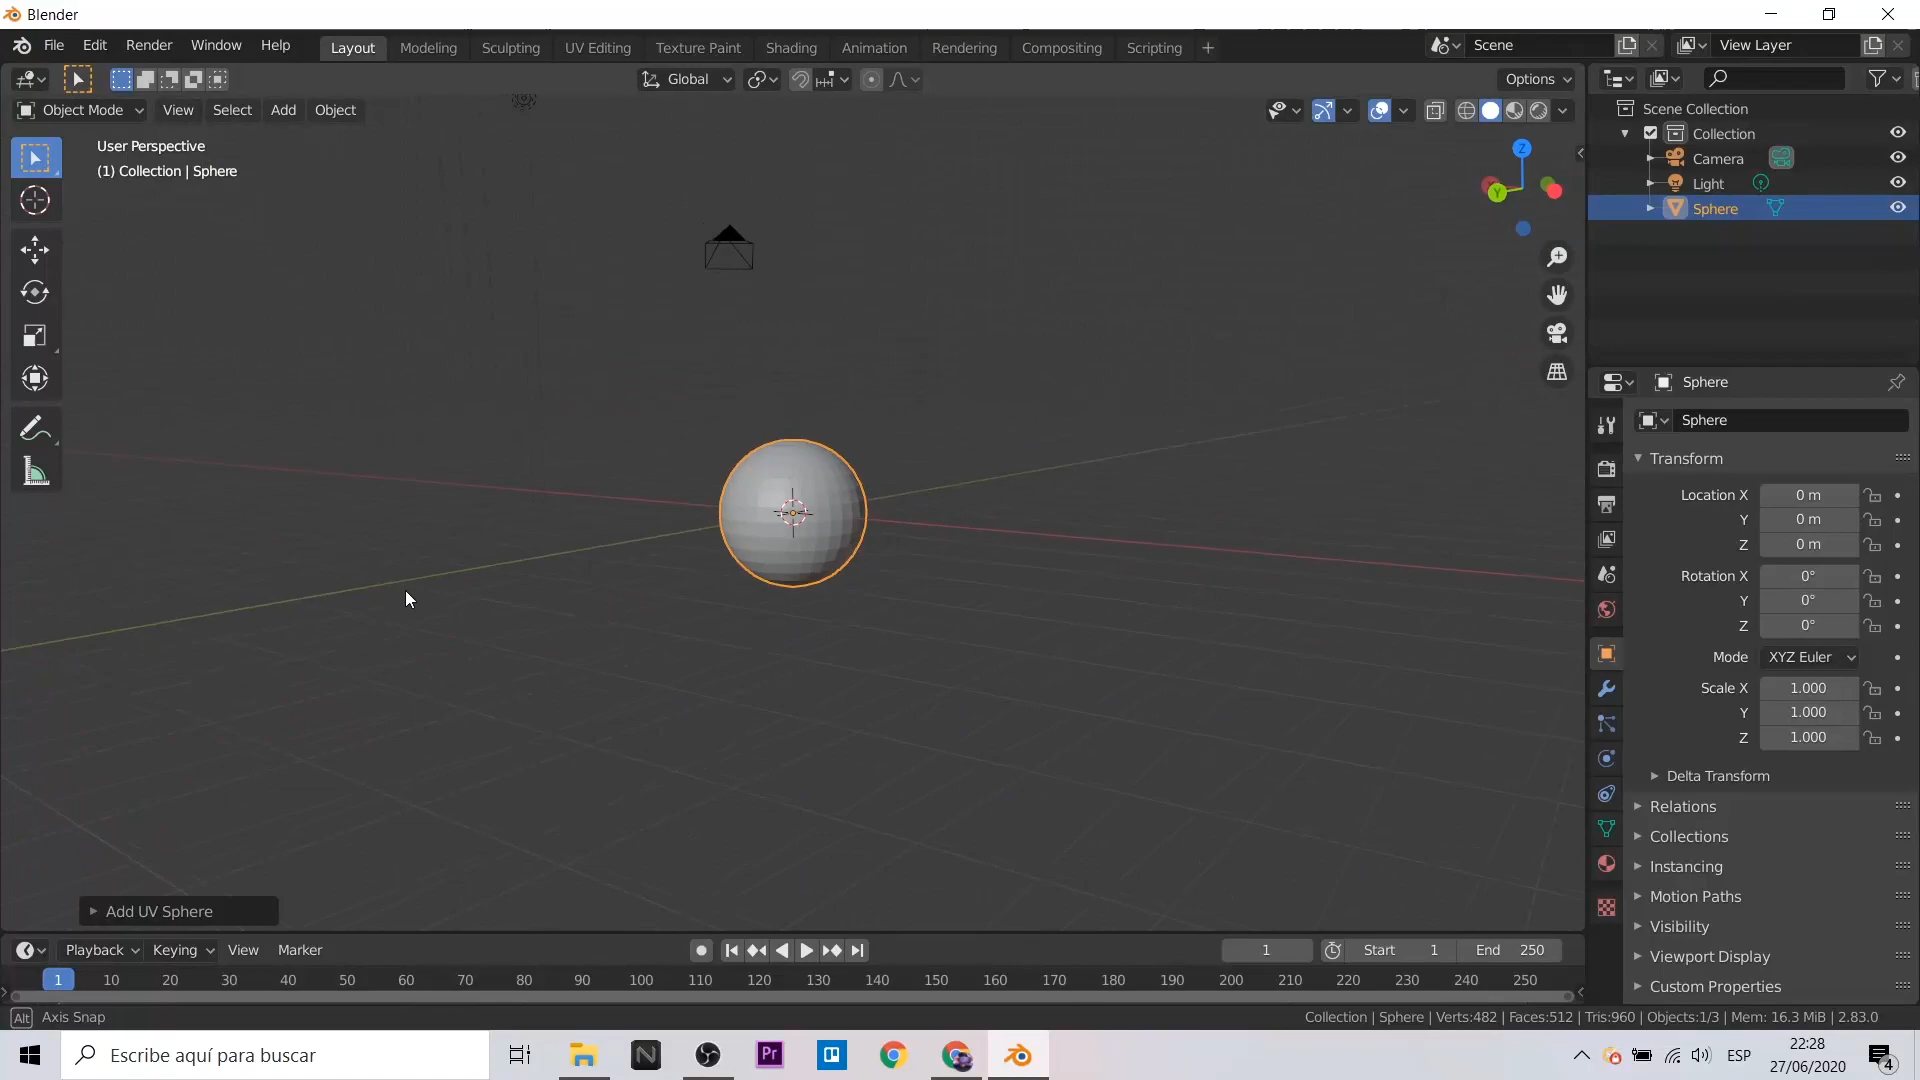 Blender
File Edit Render Window Help Layout Modeling Sculpting UV Editing Texture Paint Shading Animation Rendering Compositing Scripting + Scene View Layer
Global Options
Object Mode View Select Add Object
Scene Collection
Collection
Camera
Light
Sphere
User Perspective
(1) Collection | Sphere
Z
Y
Sphere
Sphere
Transform
Location X 0 m
Y 0 m
Z 0 m
Rotation X 0°
Y 0°
Z 0°
Mode XYZ Euler
Scale X 1.000
Y 1.000
Z 1.000
Delta Transform
Relations
Collections
Instancing
Motion Paths
Visibility
Viewport Display
Custom Properties
Add UV Sphere
Playback Keying View Marker 1 Start 1 End 250
1 10 20 30 40 50 60 70 80 90 100 110 120 130 140 150 160 170 180 190 200 210 220 230 240 250
Alt Axis Snap Collection | Sphere | Verts:482 | Faces:512 | Tris:960 | Objects:1/3 | Mem: 16.3 MiB | 2.83.0
Escribe aquí para buscar N Pr ESP 22:28
27/06/2020 4